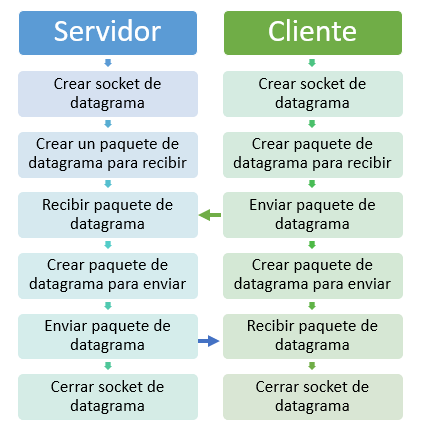 Servidor
Crear socket de
datagrama
Crear un paquete de
datagrama para recibir
Recibir paquete de
datagrama
Crear paquete de
datagrama para enviar
Enviar paquete de
datagrama
Cerrar socket de
datagrama
Cliente
Crear socket de
datagrama
Crear paquete de
datagrama para recibir
Enviar paquete de
datagrama
Crear paquete de
datagrama para enviar
Recibir paquete de
datagrama
Cerrar socket de
datagrama